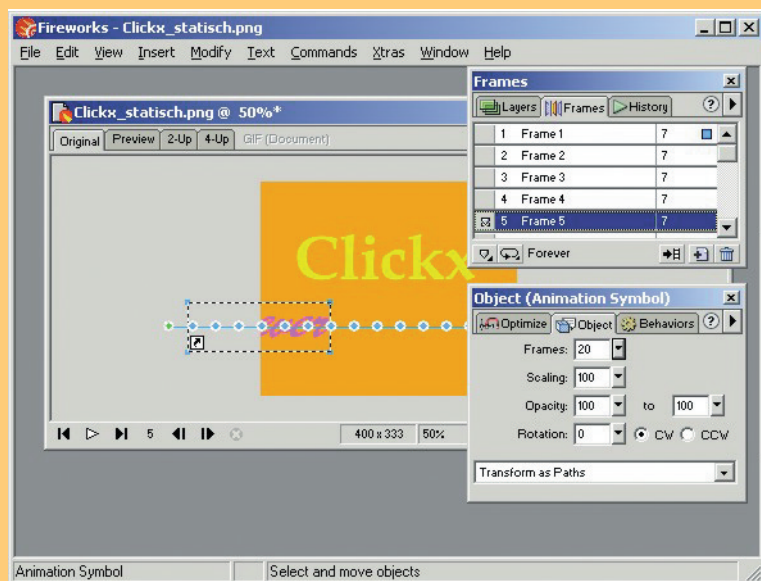 Fireworks - Clickx_statisch.png
File Edit View Insert Modify Text Commands Xtras Window Help
Frames
Layers Frames History ?
1 Frame 1 7
2 Frame 2 7
3 Frame 3 7
4 Frame 4 7
5 Frame 5 7
Forever
Clickx_statisch.png @ 50%*
Original Preview 2-Up 4-Up GIF (Document)
Clickx
5 400 x 333 50%
Object (Animation Symbol)
Optimize Object Behaviors ?
Frames: 20
Scaling: 100
Opacity: 100 to 100
Rotation: 0 CW CCW
Transform as Paths
Animation Symbol Select and move objects